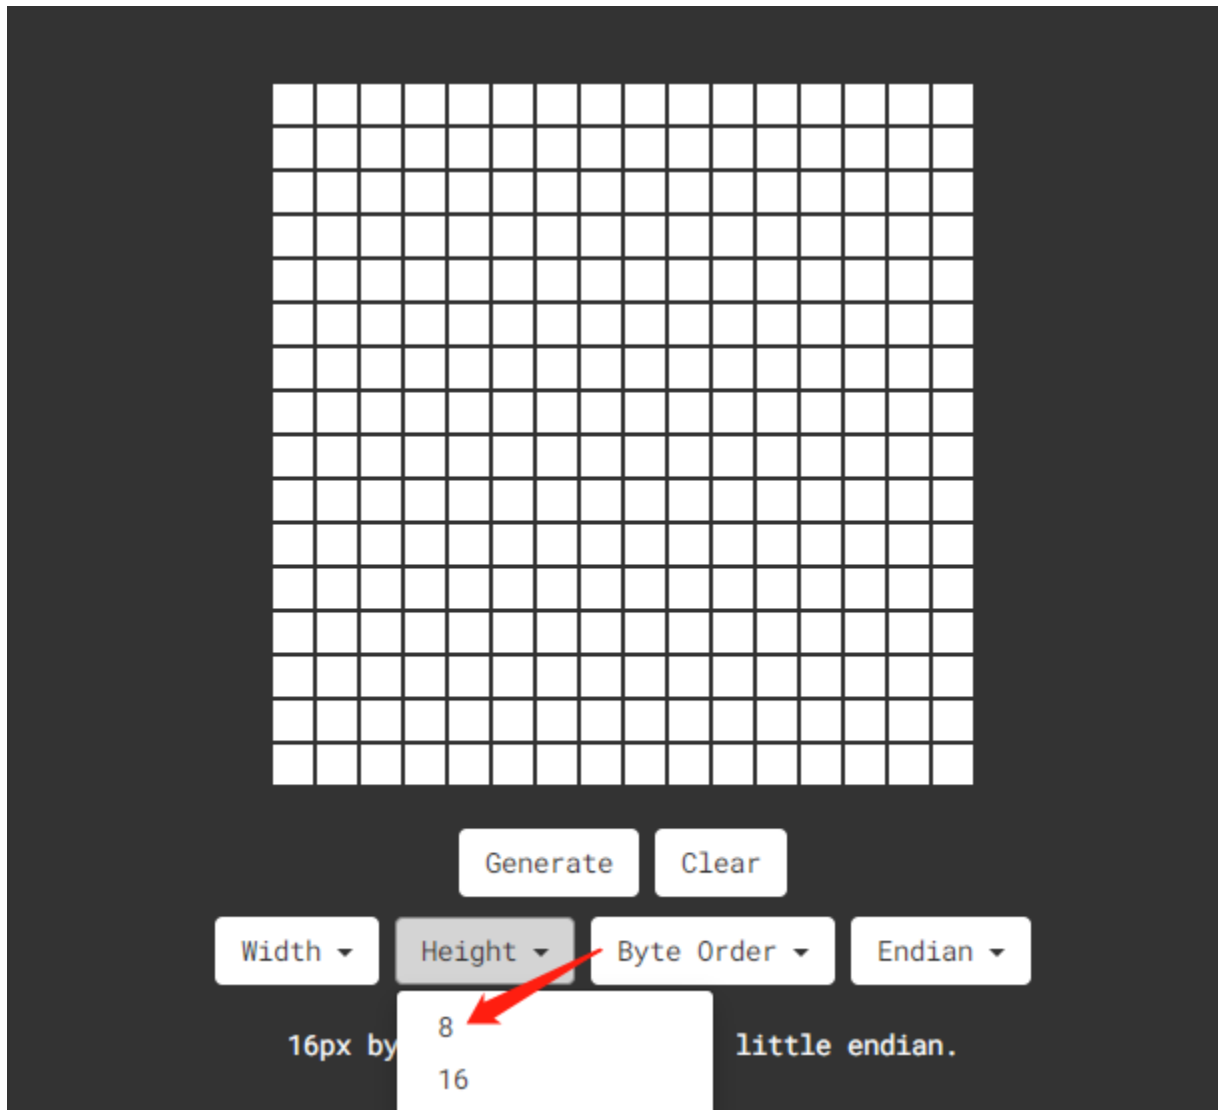 Generate Clear
Width Height Byte Order Endian
8
16px by little endian.
16